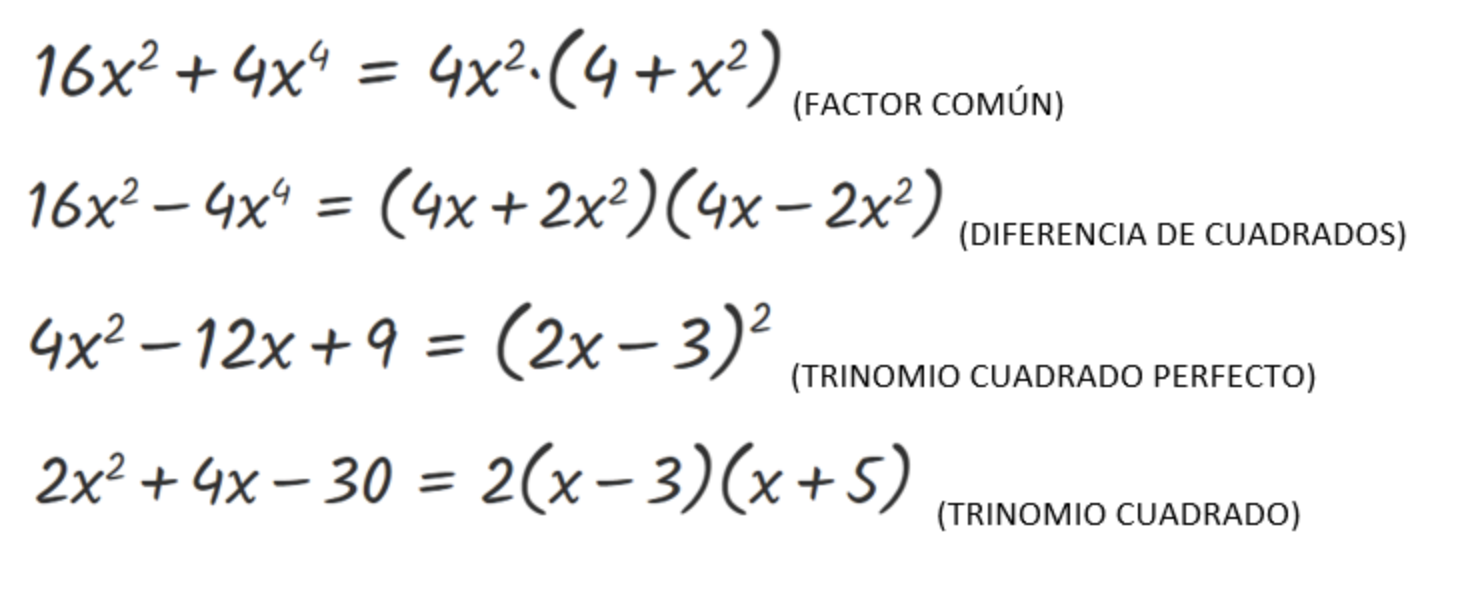 16x² + 4x⁴ = 4x²·(4 + x²) (FACTOR COMÚN)
16x² − 4x⁴ = (4x + 2x²)(4x − 2x²) (DIFERENCIA DE CUADRADOS)
4x² − 12x + 9 = (2x − 3)² (TRINOMIO CUADRADO PERFECTO)
2x² + 4x − 30 = 2(x − 3)(x + 5) (TRINOMIO CUADRADO)